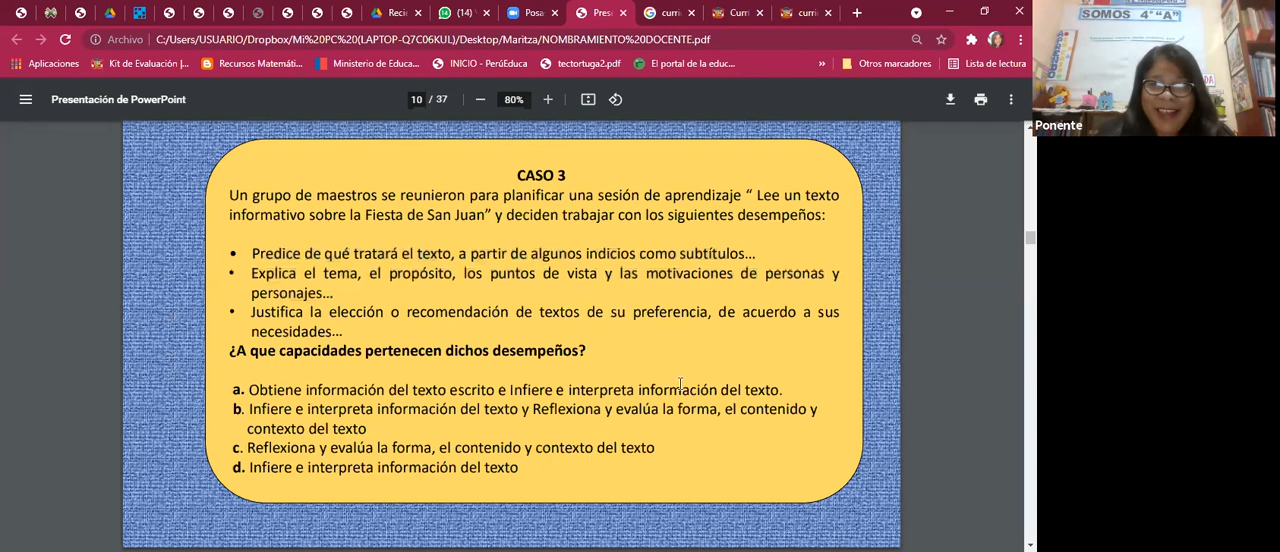 Reci
(14)
Posa
Pres
curri
Curri
curric
Archivo
C:/Users/USUARIO/Dropbox/Mi%20PC%20(LAPTOP-Q7C06KUL)/Desktop/Maritza/NOMBRAMIENTO%20DOCENTE.pdf
Aplicaciones
Kit de Evaluación |...
Recursos Matemáti...
Ministerio de Educa...
INICIO - PerúEduca
tectortuga2.pdf
El portal de la educ...
»
Otros marcadores
Lista de lectura
Presentación de PowerPoint
10 / 37
80%
SOMOS 4° "A"
Ponente
CASO 3
Un grupo de maestros se reunieron para planificar una sesión de aprendizaje “ Lee un texto
informativo sobre la Fiesta de San Juan” y deciden trabajar con los siguientes desempeños:
• Predice de qué tratará el texto, a partir de algunos indicios como subtítulos...
• Explica el tema, el propósito, los puntos de vista y las motivaciones de personas y
personajes...
• Justifica la elección o recomendación de textos de su preferencia, de acuerdo a sus
necesidades...
¿A que capacidades pertenecen dichos desempeños?
a. Obtiene información del texto escrito e Infiere e interpreta información del texto.
b. Infiere e interpreta información del texto y Reflexiona y evalúa la forma, el contenido y
contexto del texto
c. Reflexiona y evalúa la forma, el contenido y contexto del texto
d. Infiere e interpreta información del texto